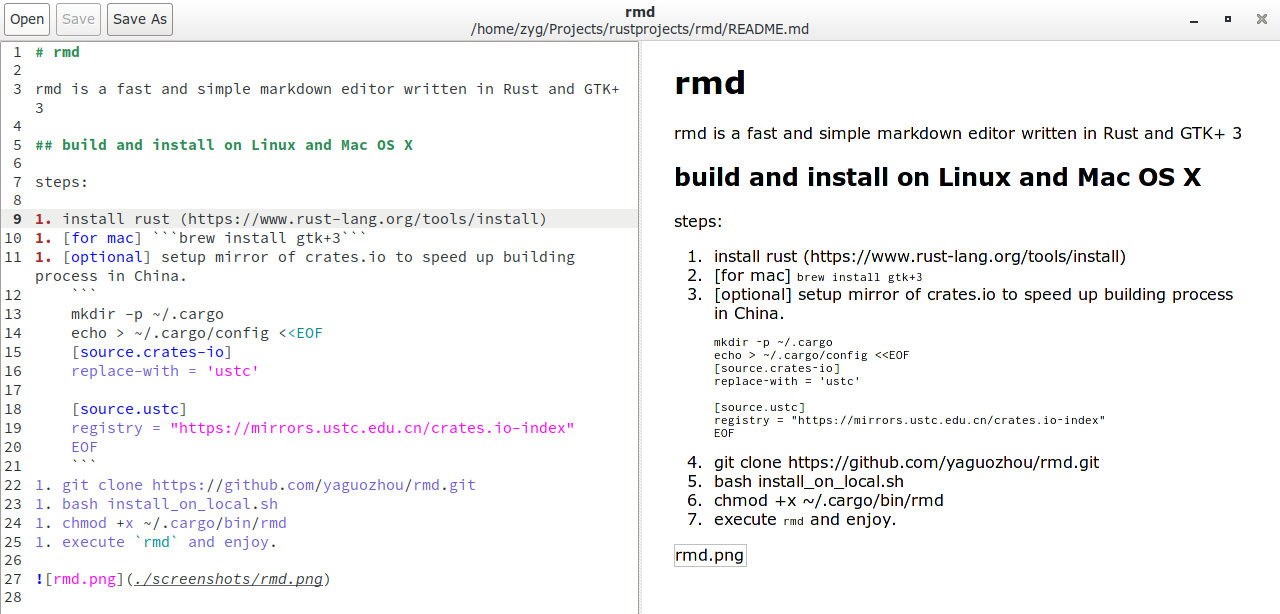 Open Save Save As
rmd
/home/zyg/Projects/rustprojects/rmd/README.md
1 # rmd
2
3 rmd is a fast and simple markdown editor written in Rust and GTK+
3
4
5 ## build and install on Linux and Mac OS X
6
7 steps:
8
9 1. install rust (https://www.rust-lang.org/tools/install)
10 1. [for mac] ```brew install gtk+3```
11 1. [optional] setup mirror of crates.io to speed up building
process in China.
12 ```
13 mkdir -p ~/.cargo
14 echo > ~/.cargo/config <<EOF
15 [source.crates-io]
16 replace-with = 'ustc'
17
18 [source.ustc]
19 registry = "https://mirrors.ustc.edu.cn/crates.io-index"
20 EOF
21 ```
22 1. git clone https://github.com/yaguozhou/rmd.git
23 1. bash install_on_local.sh
24 1. chmod +x ~/.cargo/bin/rmd
25 1. execute `rmd` and enjoy.
26
27 ![rmd.png](./screenshots/rmd.png)
28
rmd
rmd is a fast and simple markdown editor written in Rust and GTK+ 3
build and install on Linux and Mac OS X
steps:
1. install rust (https://www.rust-lang.org/tools/install)
2. [for mac] brew install gtk+3
3. [optional] setup mirror of crates.io to speed up building process
in China.
mkdir -p ~/.cargo
echo > ~/.cargo/config <<EOF
[source.crates-io]
replace-with = 'ustc'
[source.ustc]
registry = "https://mirrors.ustc.edu.cn/crates.io-index"
EOF
4. git clone https://github.com/yaguozhou/rmd.git
5. bash install_on_local.sh
6. chmod +x ~/.cargo/bin/rmd
7. execute rmd and enjoy.
rmd.png